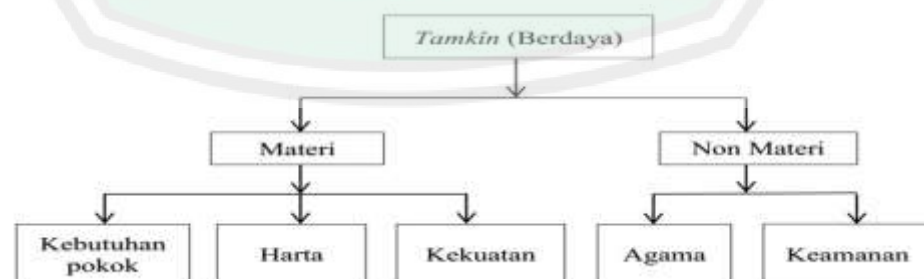 Tamkin (Berdaya)
Materi
Non Materi
Kebutuhan
pokok
Harta
Kekuatan
Agama
Keamanan